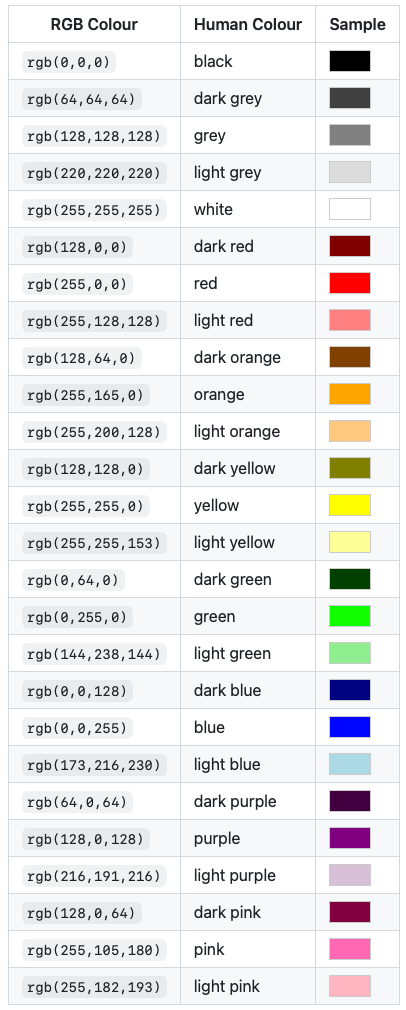 RGB Colour Human Colour Sample
rgb(0,0,0) black
rgb(64,64,64) dark grey
rgb(128,128,128) grey
rgb(220,220,220) light grey
rgb(255,255,255) white
rgb(128,0,0) dark red
rgb(255,0,0) red
rgb(255,128,128) light red
rgb(128,64,0) dark orange
rgb(255,165,0) orange
rgb(255,200,128) light orange
rgb(128,128,0) dark yellow
rgb(255,255,0) yellow
rgb(255,255,153) light yellow
rgb(0,64,0) dark green
rgb(0,255,0) green
rgb(144,238,144) light green
rgb(0,0,128) dark blue
rgb(0,0,255) blue
rgb(173,216,230) light blue
rgb(64,0,64) dark purple
rgb(128,0,128) purple
rgb(216,191,216) light purple
rgb(128,0,64) dark pink
rgb(255,105,180) pink
rgb(255,182,193) light pink